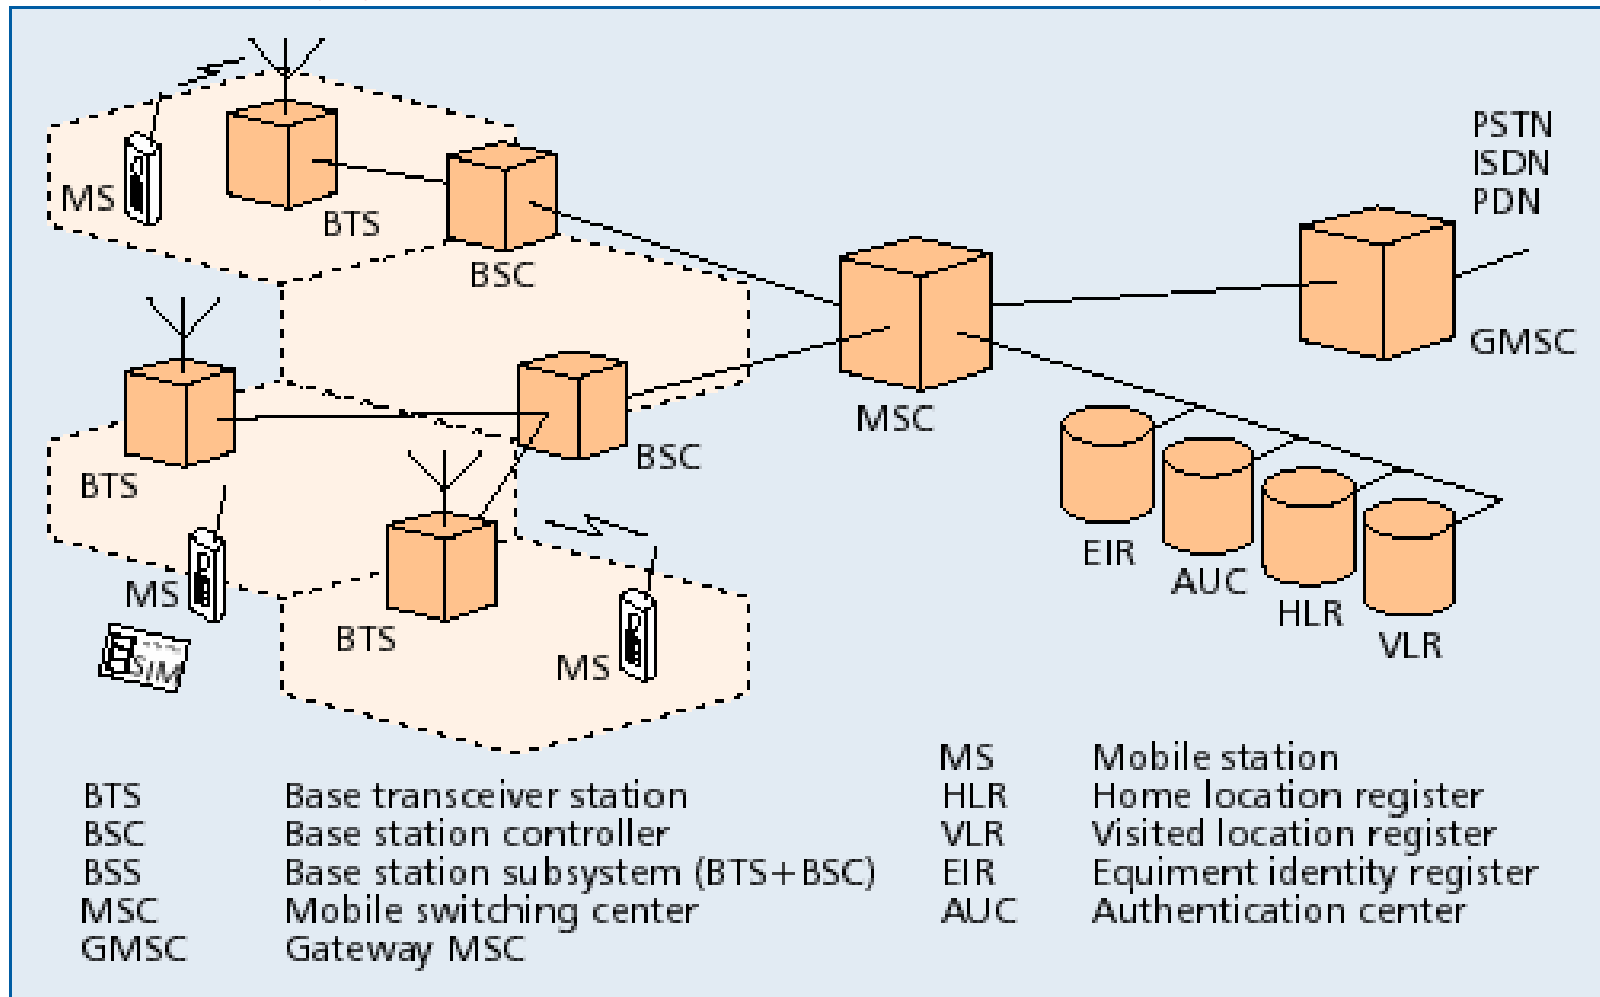 PSTN
ISDN
PDN
MS
BTS
BSC
GMSC
MSC
BSC
BTS
EIR
AUC
HLR
VLR
MS
SIM
BTS
MS
MS Mobile station
BTS Base transceiver station
HLR Home location register
BSC Base station controller
VLR Visited location register
BSS Base station subsystem (BTS+BSC)
EIR Equiment identity register
MSC Mobile switching center
AUC Authentication center
GMSC Gateway MSC